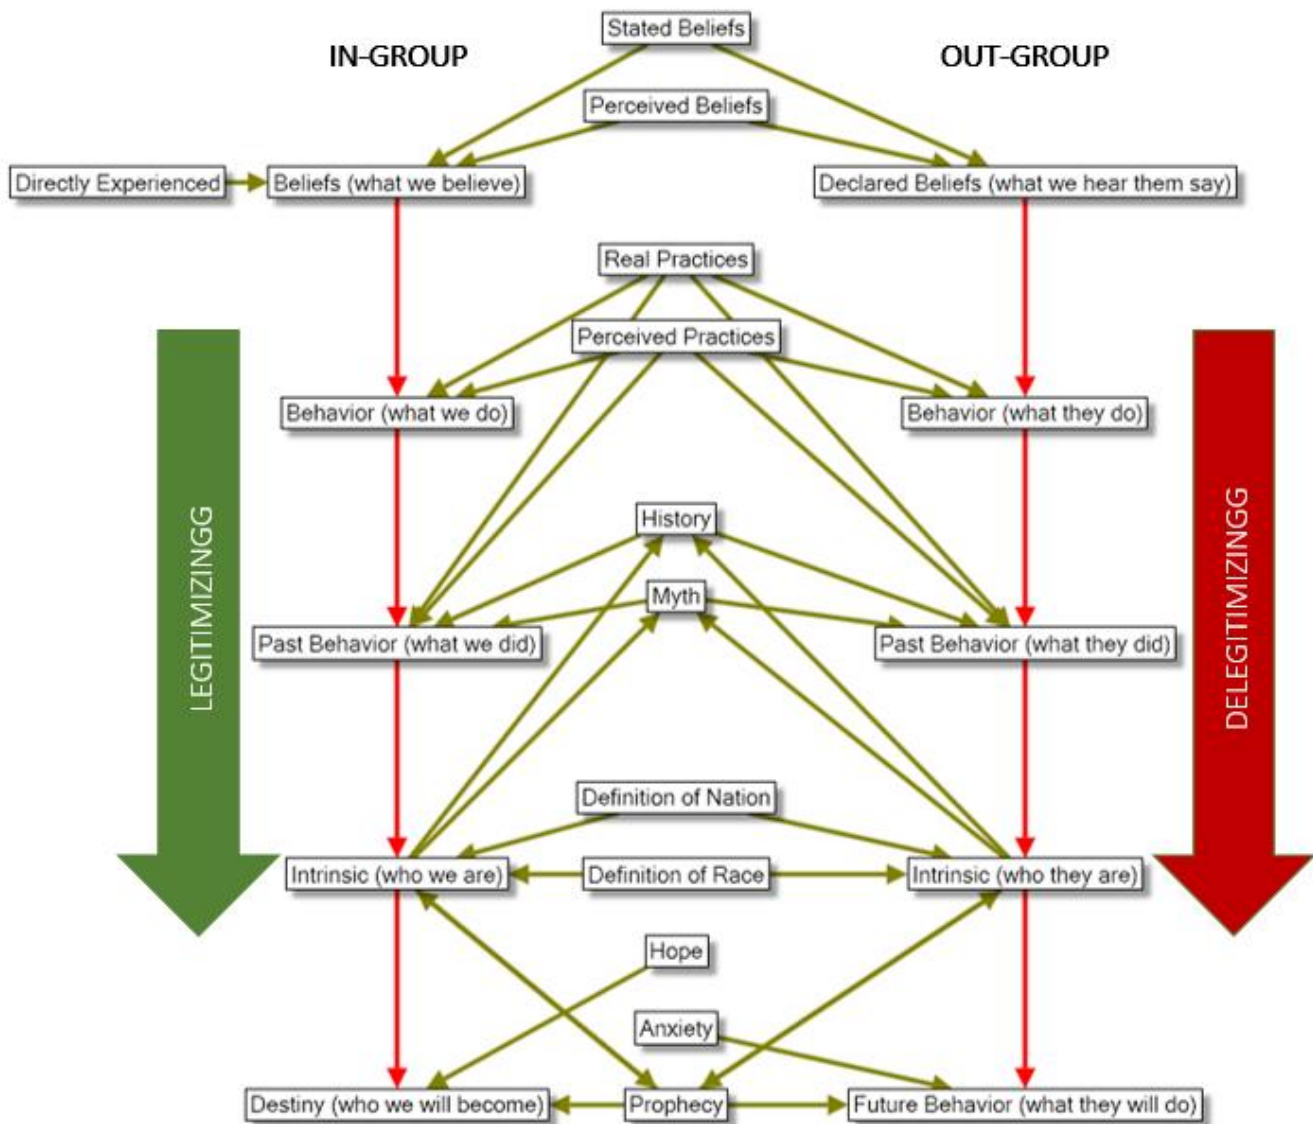 Stated Beliefs
IN-GROUP
OUT-GROUP
Perceived Beliefs
Directly Experienced
Beliefs (what we believe)
Declared Beliefs (what we hear them say)
Real Practices
Perceived Practices
Behavior (what we do)
Behavior (what they do)
LEGITIMIZINGG
DELEGITIMIZINGG
History
Myth
Past Behavior (what we did)
Past Behavior (what they did)
Definition of Nation
Intrinsic (who we are)
Definition of Race
Intrinsic (who they are)
Hope
Anxiety
Destiny (who we will become)
Prophecy
Future Behavior (what they will do)